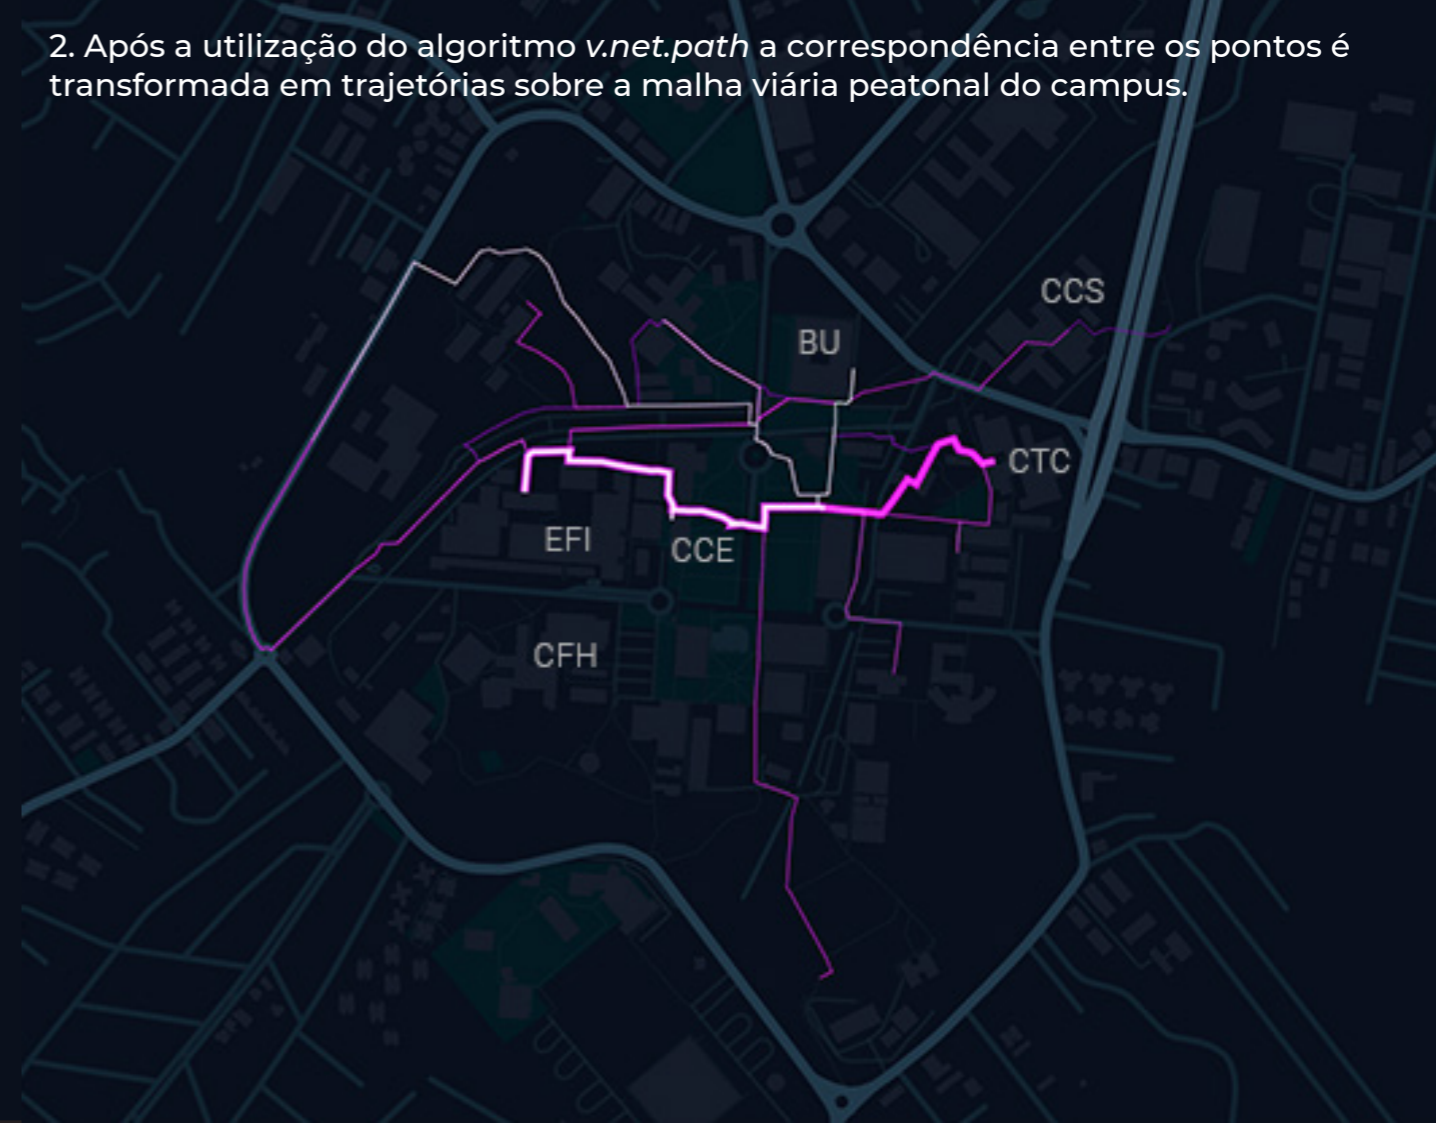 2. Após a utilização do algoritmo v.net.path a correspondência entre os pontos é
transformada em trajetórias sobre a malha viária peatonal do campus.
CCS
BU
CTC
EFI
CCE
CFH